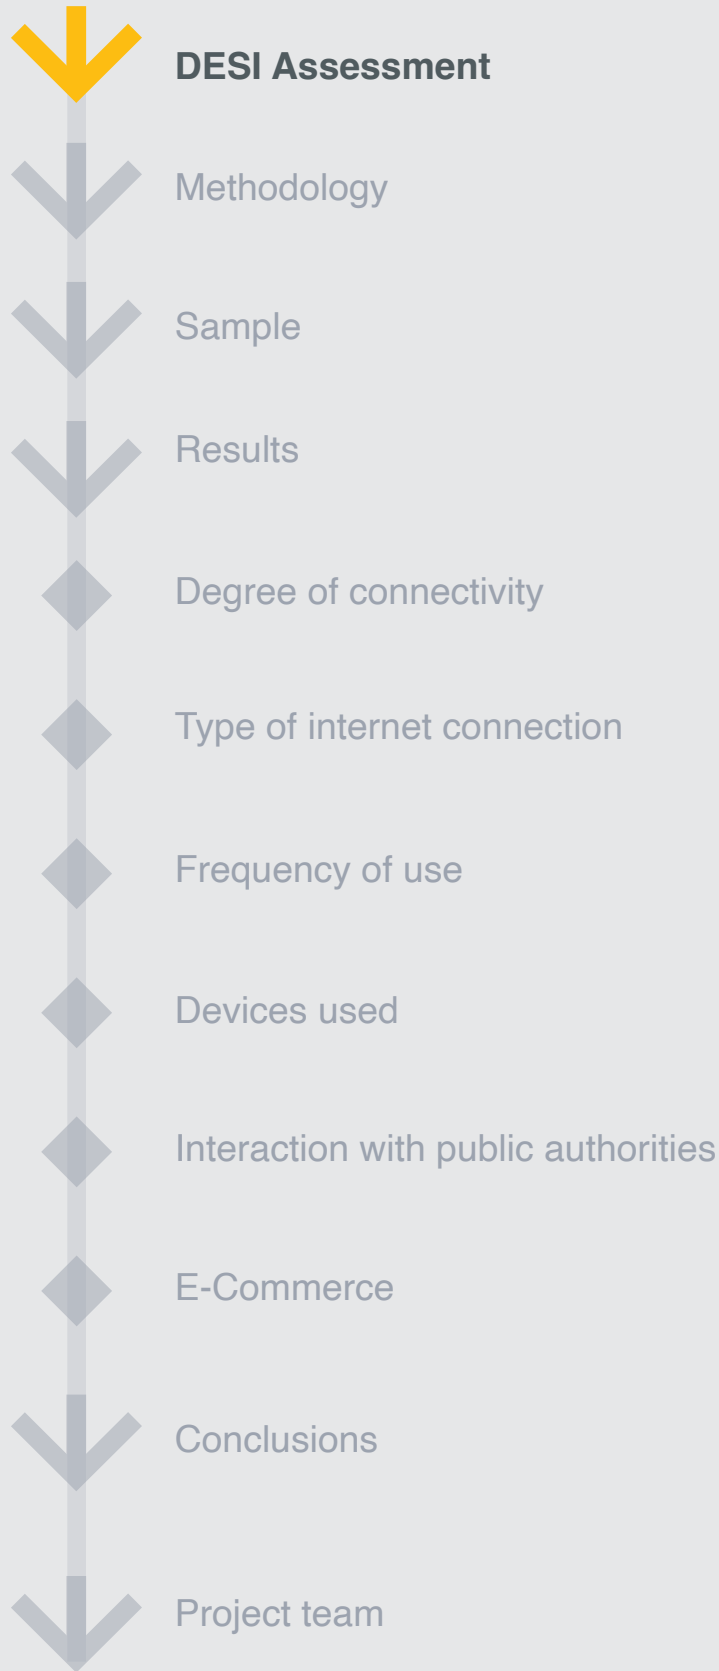 DESI Assessment
Methodology
Sample
Results
Degree of connectivity
Type of internet connection
Frequency of use
Devices used
Interaction with public authorities
E-Commerce
Conclusions
Project team